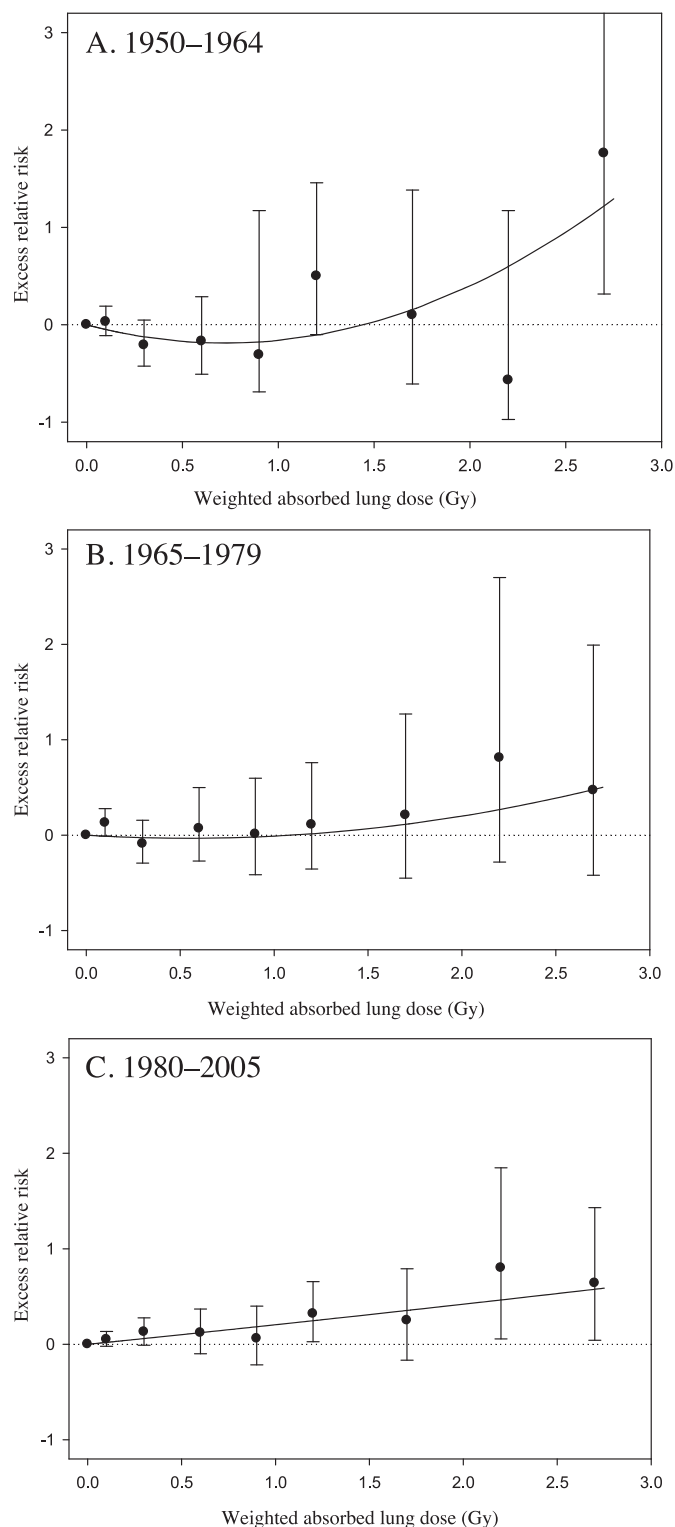 A. 1950–1964
3
2
1
0
-1
Excess relative risk
0.0 0.5 1.0 1.5 2.0 2.5 3.0
Weighted absorbed lung dose (Gy)
B. 1965–1979
3
2
1
0
-1
Excess relative risk
0.0 0.5 1.0 1.5 2.0 2.5 3.0
Weighted absorbed lung dose (Gy)
C. 1980–2005
3
2
1
0
-1
Excess relative risk
0.0 0.5 1.0 1.5 2.0 2.5 3.0
Weighted absorbed lung dose (Gy)